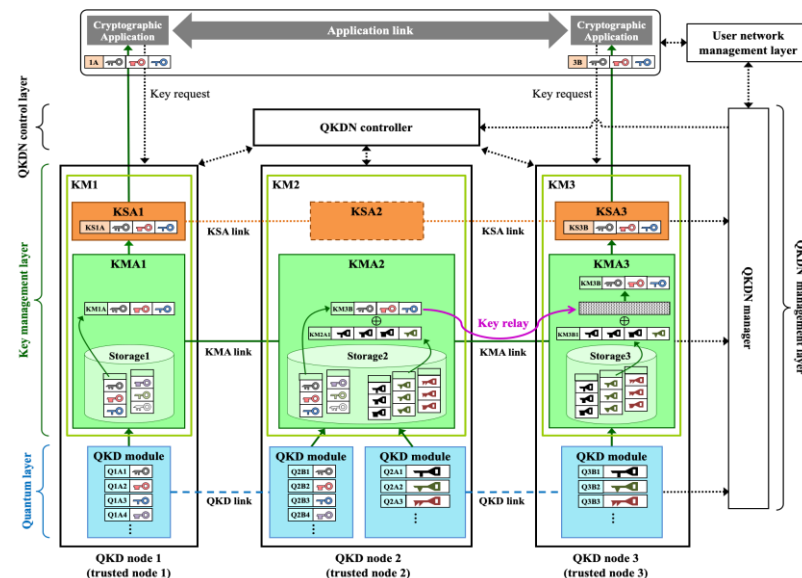 Cryptographic
Application
Application link
Cryptographic
Application
User network
management layer
1A
3B
Key request
Key request
QKDN control layer
QKDN controller
KM1
KM2
KM3
KSA1
KS1A
KSA link
KSA2
KSA link
KSA3
KS3B
Key management layer
KMA1
KM1A
Storage1
KMA link
KMA2
KM3B
KM2A1
Storage2
Key relay
KMA link
KMA3
KM3B
KM3B1
Storage3
QKDN manager
QKDN management layer
Quantum layer
QKD module
Q1A1
Q1A2
Q1A3
Q1A4
QKD link
QKD module
Q2B1
Q2B2
Q2B3
Q2B4
QKD module
Q2A1
Q2A2
Q2A3
QKD link
QKD module
Q3B1
Q3B2
Q3B3
QKD node 1
(trusted node 1)
QKD node 2
(trusted node 2)
QKD node 3
(trusted node 3)